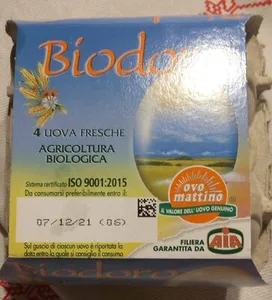 Biodoro
4 UOVA FRESCHE
AGRICOLTURA
BIOLOGICA
Sistema certificato ISO 9001:2015
Da consumarsi preferibilmente entro il:
07/12/21 (06)
ovo
mattino
IL VALORE DELL'UOVO GENUINO
FILIERA
GARANTITA DA
AIA
Sul guscio di ciascun uovo è riportata la
data entro la quale si consiglia il consumo
Biodoro